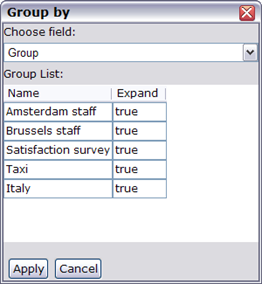 Group by
Choose field:
Group
Group List:
Name Expand
Amsterdam staff true
Brussels staff true
Satisfaction survey true
Taxi true
Italy true
Apply Cancel